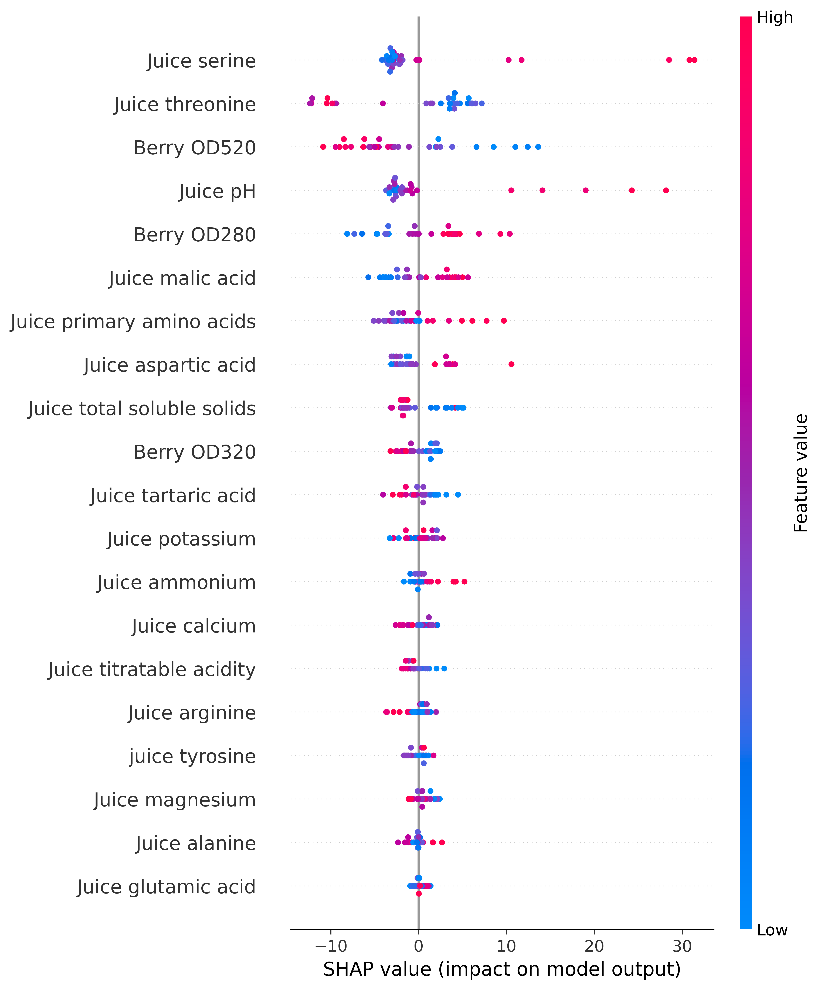 High
Juice serine
Juice threonine
Berry OD520
Juice pH
Berry OD280
Juice malic acid
Juice primary amino acids
Juice aspartic acid
Juice total soluble solids
Berry OD320
Juice tartaric acid
Juice potassium
Juice ammonium
Juice calcium
Juice titratable acidity
Juice arginine
juice tyrosine
Juice magnesium
Juice alanine
Juice glutamic acid
Feature value
Low
−10 0 10 20 30
SHAP value (impact on model output)